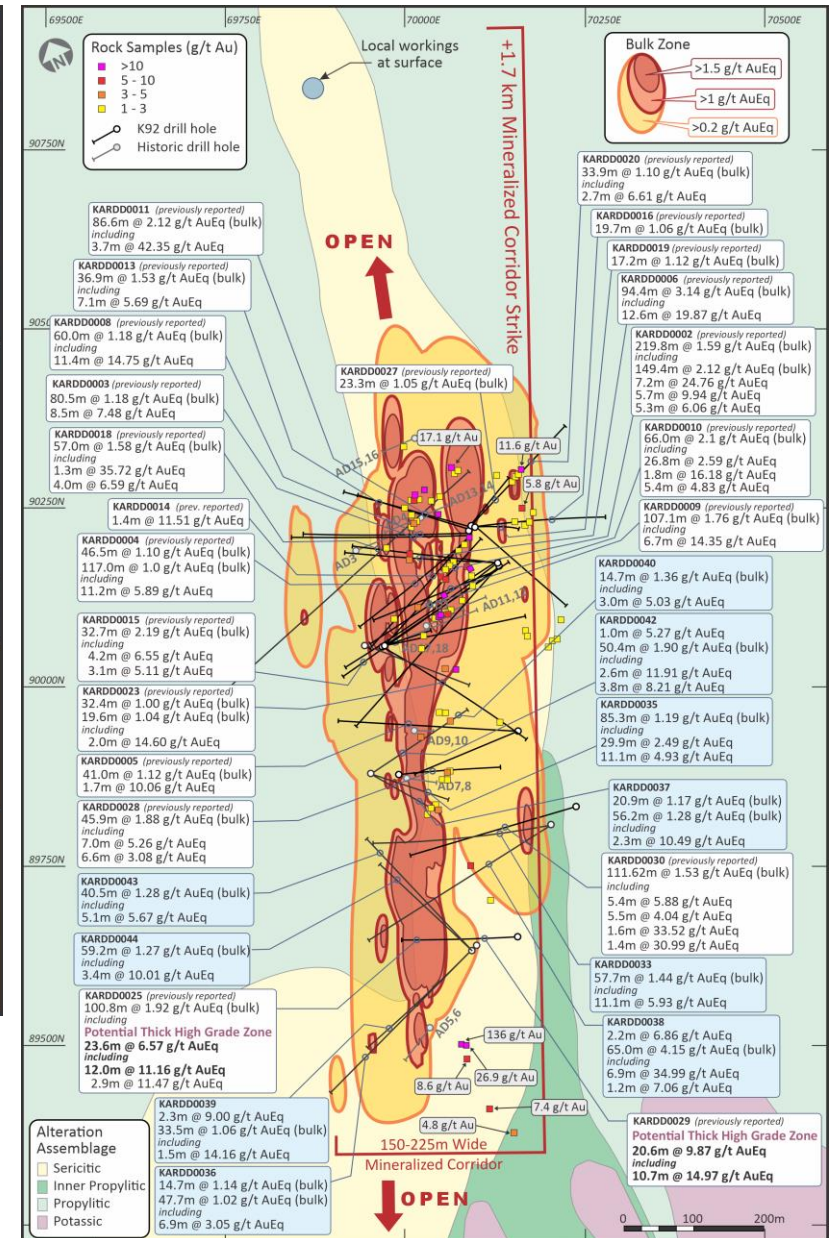 69500E
69750E
70000E
70250E
70500E
N
Rock Samples (g/t Au)
>10
5 - 10
3 - 5
1 - 3
K92 drill hole
Historic drill hole
Local workings
at surface
+1.7 km Mineralized Corridor Strike
Bulk Zone
>1.5 g/t AuEq
>1 g/t AuEq
>0.2 g/t AuEq
90750N
90500N
90250N
90000N
89750N
89500N
OPEN
KARDD0011 (previously reported)
86.6m @ 2.12 g/t AuEq (bulk)
including
3.7m @ 42.35 g/t AuEq
KARDD0013 (previously reported)
36.9m @ 1.53 g/t AuEq (bulk)
including
7.1m @ 5.69 g/t AuEq
KARDD0008 (previously reported)
60.0m @ 1.18 g/t AuEq (bulk)
including
11.4m @ 14.75 g/t AuEq
KARDD0003 (previously reported)
80.5m @ 1.18 g/t AuEq (bulk)
8.5m @ 7.48 g/t AuEq
KARDD0018 (previously reported)
57.0m @ 1.58 g/t AuEq (bulk)
including
1.3m @ 35.72 g/t AuEq
4.0m @ 6.59 g/t AuEq
KARDD0014 (prev. reported)
1.4m @ 11.51 g/t AuEq
KARDD0004 (previously reported)
46.5m @ 1.10 g/t AuEq (bulk)
117.0m @ 1.0 g/t AuEq (bulk)
including
11.2m @ 5.89 g/t AuEq
KARDD0015 (previously reported)
32.7m @ 2.19 g/t AuEq (bulk)
including
4.2m @ 6.55 g/t AuEq
3.1m @ 5.11 g/t AuEq
KARDD0023 (previously reported)
32.4m @ 1.00 g/t AuEq (bulk)
19.6m @ 1.04 g/t AuEq (bulk)
including
2.0m @ 14.60 g/t AuEq
KARDD0005 (previously reported)
41.0m @ 1.12 g/t AuEq (bulk)
1.7m @ 10.06 g/t AuEq
KARDD0028 (previously reported)
45.9m @ 1.88 g/t AuEq (bulk)
including
7.0m @ 5.26 g/t AuEq
6.6m @ 3.08 g/t AuEq
KARDD0043
40.5m @ 1.28 g/t AuEq (bulk)
including
5.1m @ 5.67 g/t AuEq
KARDD0044
59.2m @ 1.27 g/t AuEq (bulk)
including
3.4m @ 10.01 g/t AuEq
KARDD0025 (previously reported)
100.8m @ 1.92 g/t AuEq (bulk)
including
Potential Thick High Grade Zone
23.6m @ 6.57 g/t AuEq
including
12.0m @ 11.16 g/t AuEq
2.9m @ 11.47 g/t AuEq
KARDD0039
2.3m @ 9.00 g/t AuEq
33.5m @ 1.06 g/t AuEq (bulk)
including
1.5m @ 14.16 g/t AuEq
KARDD0036
14.7m @ 1.14 g/t AuEq (bulk)
47.7m @ 1.02 g/t AuEq (bulk)
including
6.9m @ 3.05 g/t AuEq
KARDD0027 (previously reported)
23.3m @ 1.05 g/t AuEq (bulk)
17.1 g/t Au
11.6 g/t Au
5.8 g/t Au
AD15,16
AD13,14
AD3
AD9,10
AD7,8
AD5,6
136 g/t Au
26.9 g/t Au
8.6 g/t Au
7.4 g/t Au
4.8 g/t Au
KARDD0020 (previously reported)
33.9m @ 1.10 g/t AuEq (bulk)
including
2.7m @ 6.61 g/t AuEq
KARDD0016 (previously reported)
19.7m @ 1.06 g/t AuEq (bulk)
KARDD0019 (previously reported)
17.2m @ 1.12 g/t AuEq (bulk)
KARDD0006 (previously reported)
94.4m @ 3.14 g/t AuEq (bulk)
including
12.6m @ 19.87 g/t AuEq
KARDD0002 (previously reported)
219.8m @ 1.59 g/t AuEq (bulk)
including
149.4m @ 2.12 g/t AuEq (bulk)
7.2m @ 24.76 g/t AuEq
5.7m @ 9.94 g/t AuEq
5.3m @ 6.06 g/t AuEq
KARDD0010 (previously reported)
66.0m @ 2.1 g/t AuEq (bulk)
including
26.8m @ 2.59 g/t AuEq
1.8m @ 16.18 g/t AuEq
5.4m @ 4.83 g/t AuEq
KARDD0009 (previously reported)
107.1m @ 1.76 g/t AuEq (bulk)
including
6.7m @ 14.35 g/t AuEq
KARDD0040
14.7m @ 1.36 g/t AuEq (bulk)
including
3.0m @ 5.03 g/t AuEq
KARDD0042
1.0m @ 5.27 g/t AuEq
50.4m @ 1.90 g/t AuEq (bulk)
including
2.6m @ 11.91 g/t AuEq
3.8m @ 8.21 g/t AuEq
KARDD0035
85.3m @ 1.19 g/t AuEq (bulk)
including
29.9m @ 2.49 g/t AuEq
11.1m @ 4.93 g/t AuEq
KARDD0037
20.9m @ 1.17 g/t AuEq (bulk)
56.2m @ 1.28 g/t AuEq (bulk)
including
2.3m @ 10.49 g/t AuEq
KARDD0030 (previously reported)
111.62m @ 1.53 g/t AuEq (bulk)
including
5.4m @ 5.88 g/t AuEq
5.5m @ 4.04 g/t AuEq
1.6m @ 33.52 g/t AuEq
1.4m @ 30.99 g/t AuEq
KARDD0033
57.7m @ 1.44 g/t AuEq (bulk)
including
11.1m @ 5.93 g/t AuEq
KARDD0038
2.2m @ 6.86 g/t AuEq
65.0m @ 4.15 g/t AuEq (bulk)
including
6.9m @ 34.99 g/t AuEq
1.2m @ 7.06 g/t AuEq
KARDD0029 (previously reported)
Potential Thick High Grade Zone
20.6m @ 9.87 g/t AuEq
including
10.7m @ 14.97 g/t AuEq
150-225m Wide
Mineralized Corridor
OPEN
Alteration
Assemblage
Sericitic
Inner Propylitic
Propylitic
Potassic
0 100 200m